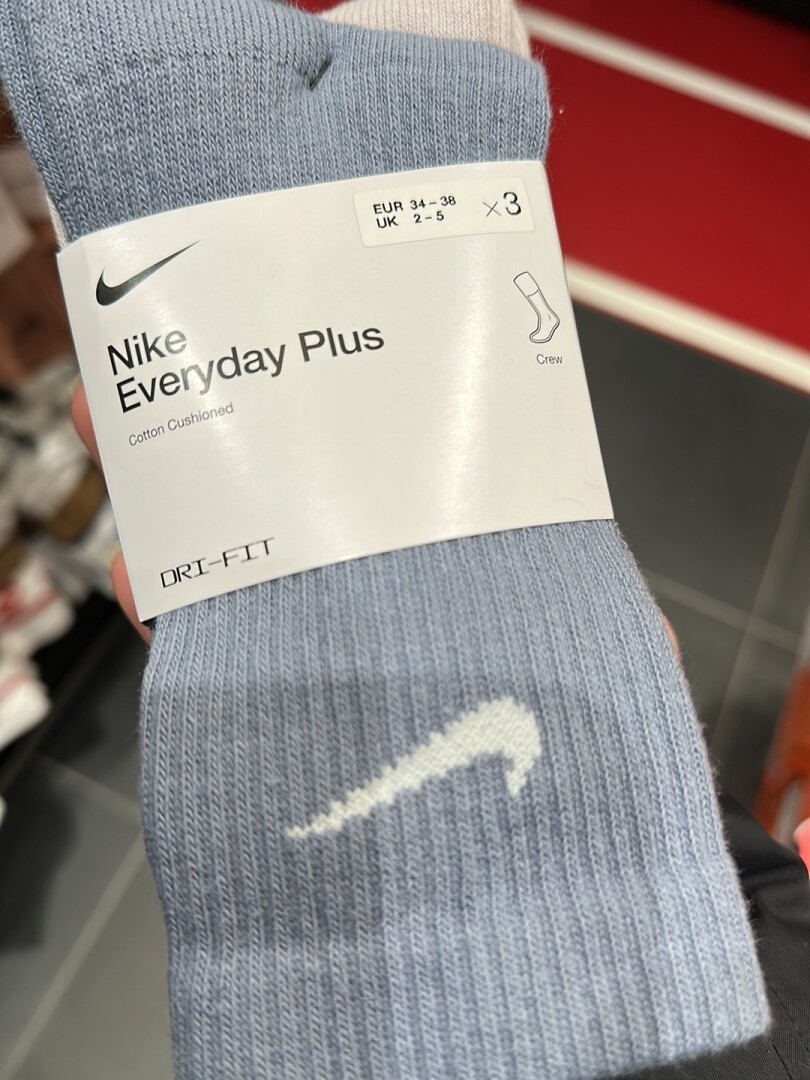 EUR 34-38
UK 2-5
×3
Nike
Everyday Plus
Cotton Cushioned
Crew
DRI-FIT